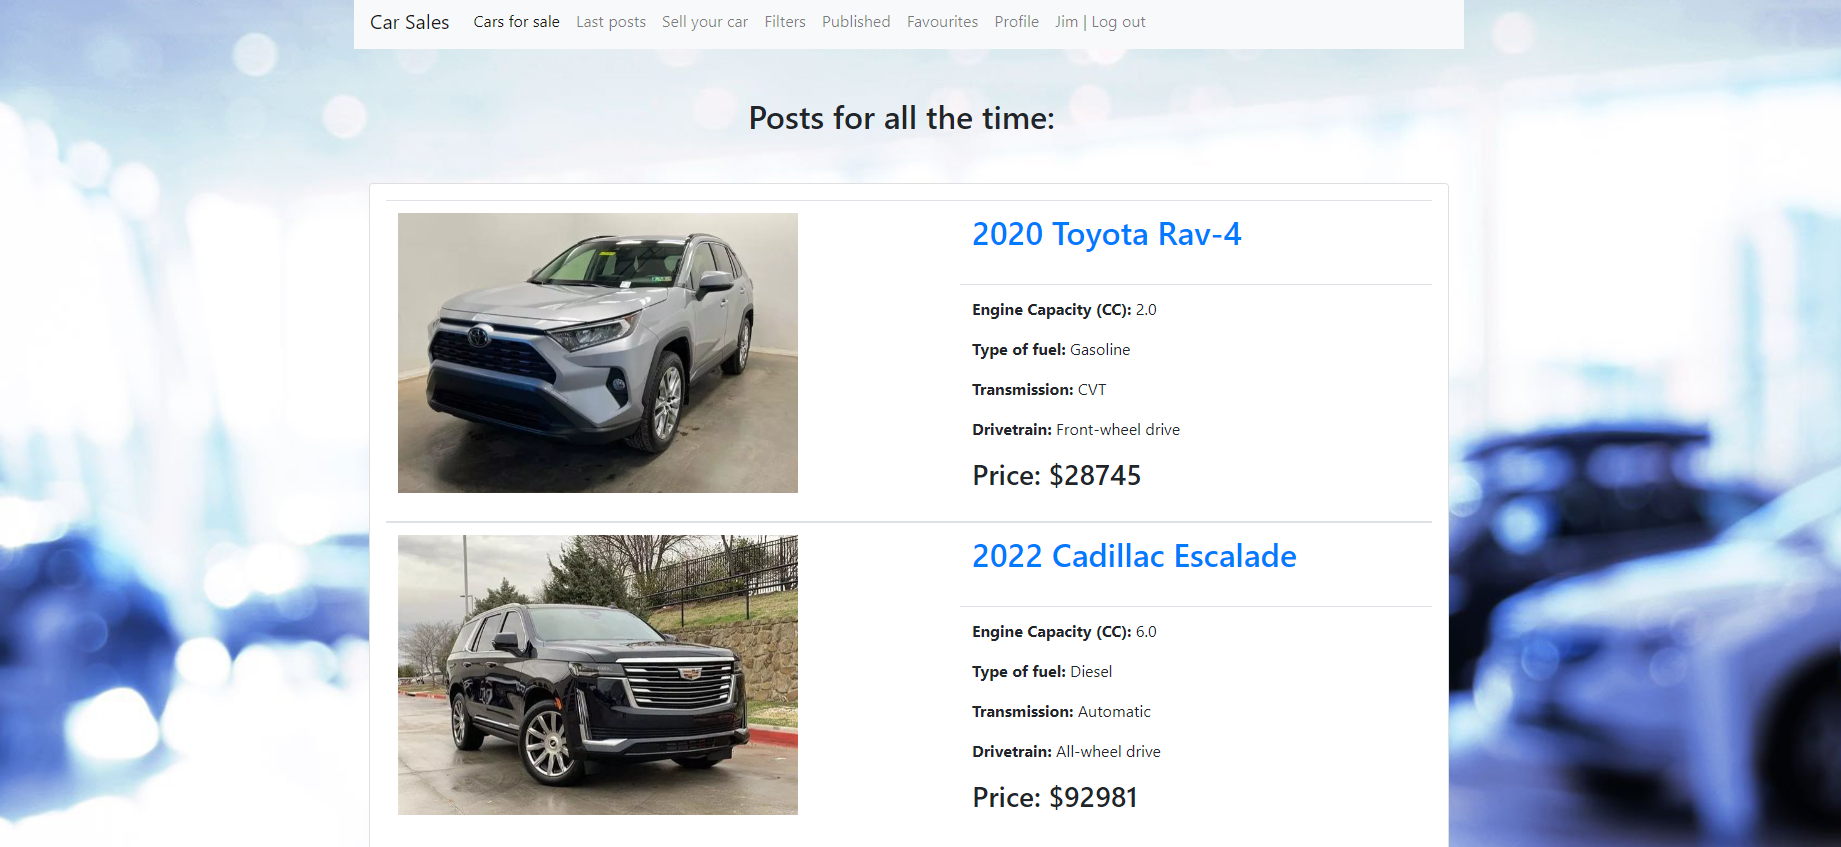 Car Sales Cars for sale Last posts Sell your car Filters Published Favourites Profile Jim | Log out
Posts for all the time:
2020 Toyota Rav-4
Engine Capacity (CC): 2.0
Type of fuel: Gasoline
Transmission: CVT
Drivetrain: Front-wheel drive
Price: $28745
2022 Cadillac Escalade
Engine Capacity (CC): 6.0
Type of fuel: Diesel
Transmission: Automatic
Drivetrain: All-wheel drive
Price: $92981